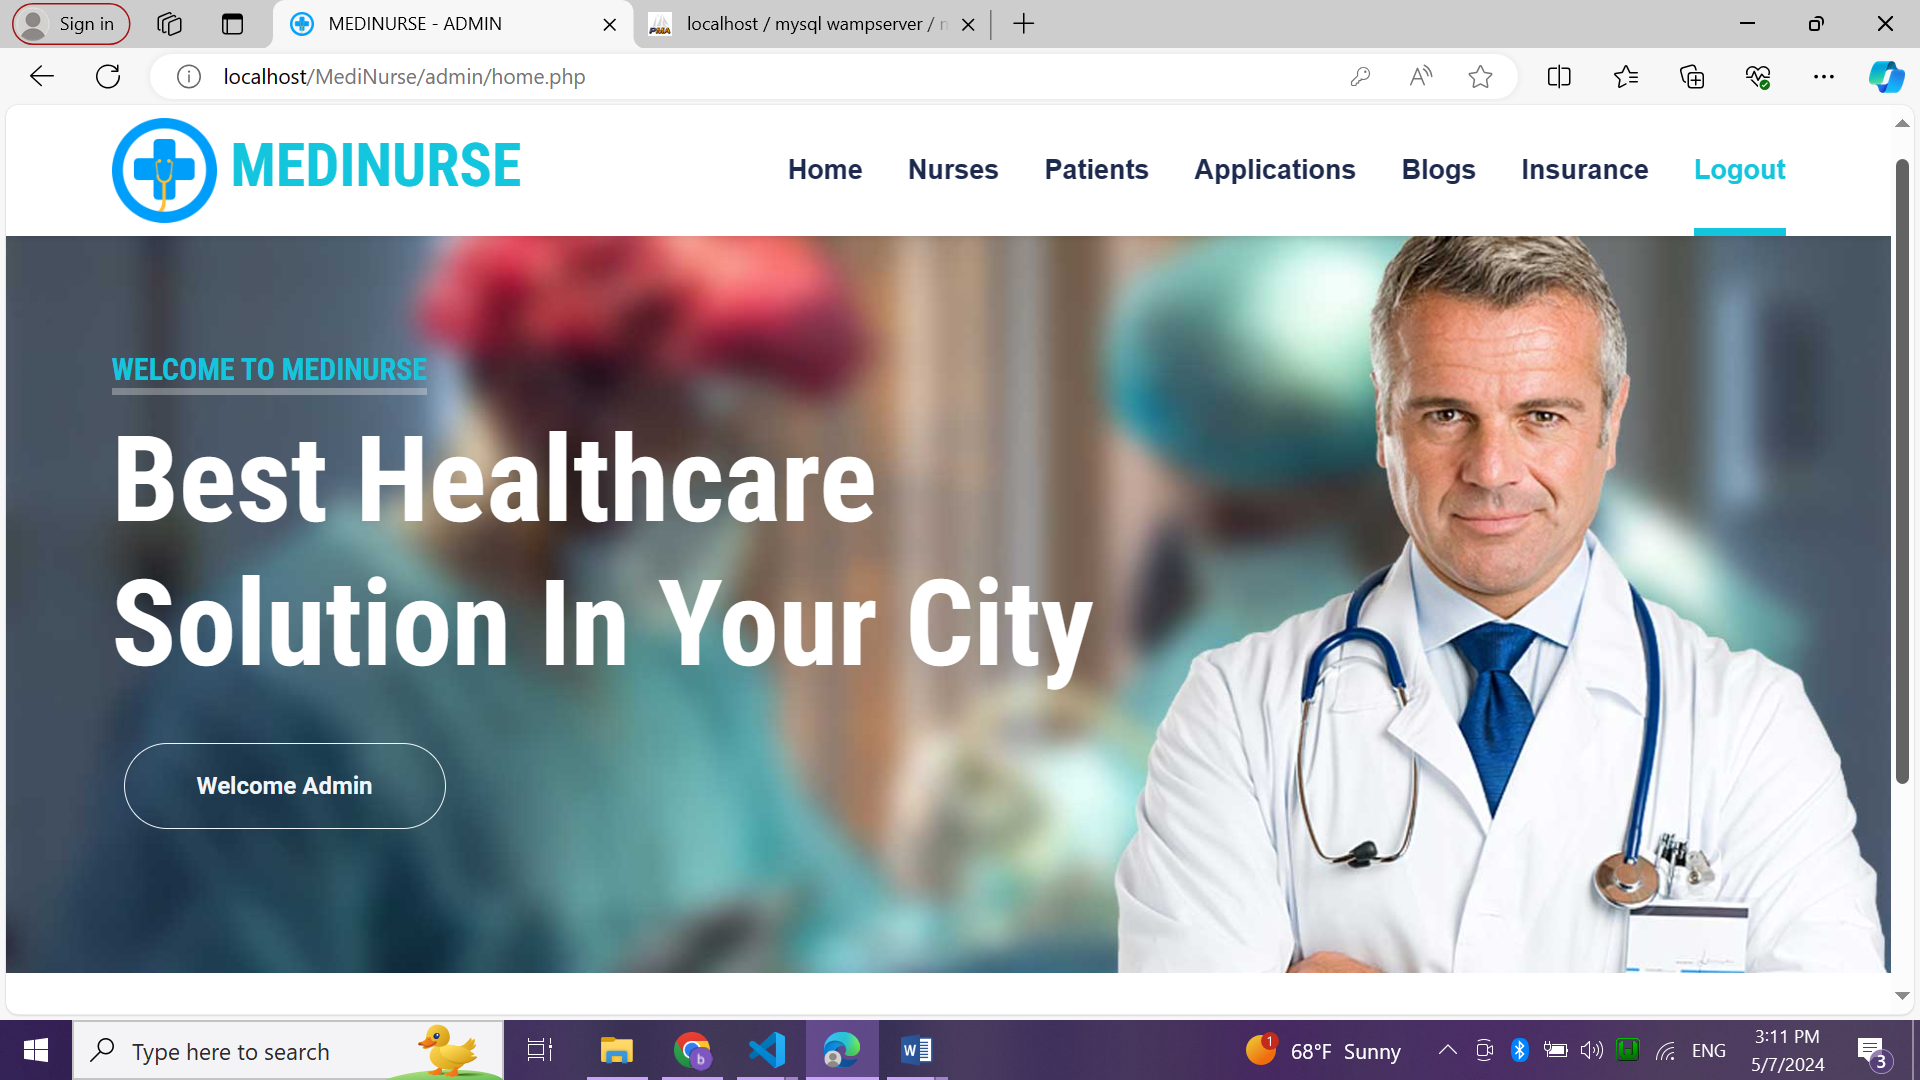 Sign in
MEDINURSE - ADMIN
localhost / mysql wampserver /
localhost/MediNurse/admin/home.php
MEDINURSE
Home Nurses Patients Applications Blogs Insurance Logout
WELCOME TO MEDINURSE
Best Healthcare
Solution In Your City
Welcome Admin
Type here to search
1
68°F Sunny
ENG
3:11 PM
5/7/2024
3